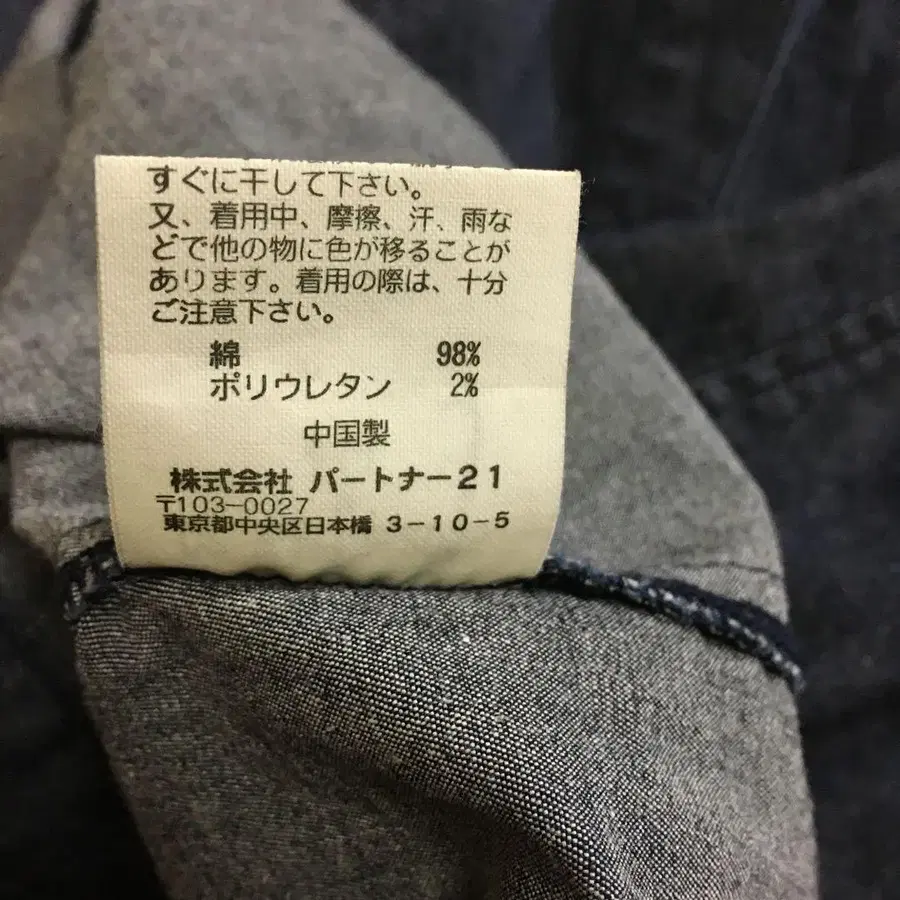 すぐに干して下さい。
又、着用中、摩擦、汗、雨な
どで他の物に色が移ることが
あります。着用の際は、十分
ご注意下さい。
綿 98%
ポリウレタン 2%
中国製
株式会社 パートナー21
〒103-0027
東京都中央区日本橋 3-10-5